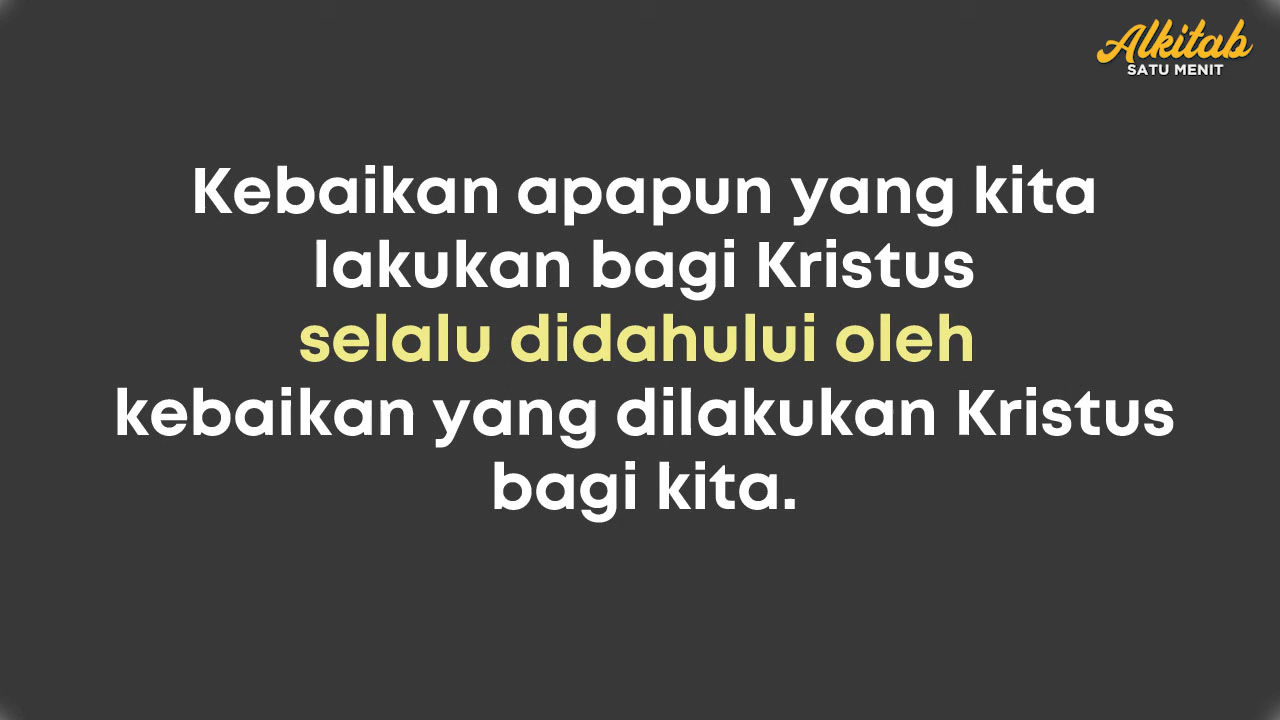 Alkitab
SATU MENIT
Kebaikan apapun yang kita
lakukan bagi Kristus
selalu didahului oleh
kebaikan yang dilakukan Kristus
bagi kita.